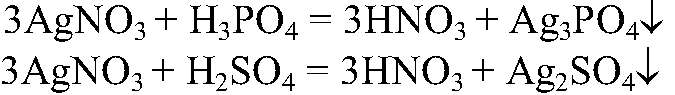 3AgNO₃ + H₃PO₄ = 3HNO₃ + Ag₃PO₄↓
3AgNO₃ + H₂SO₄ = 3HNO₃ + Ag₂SO₄↓